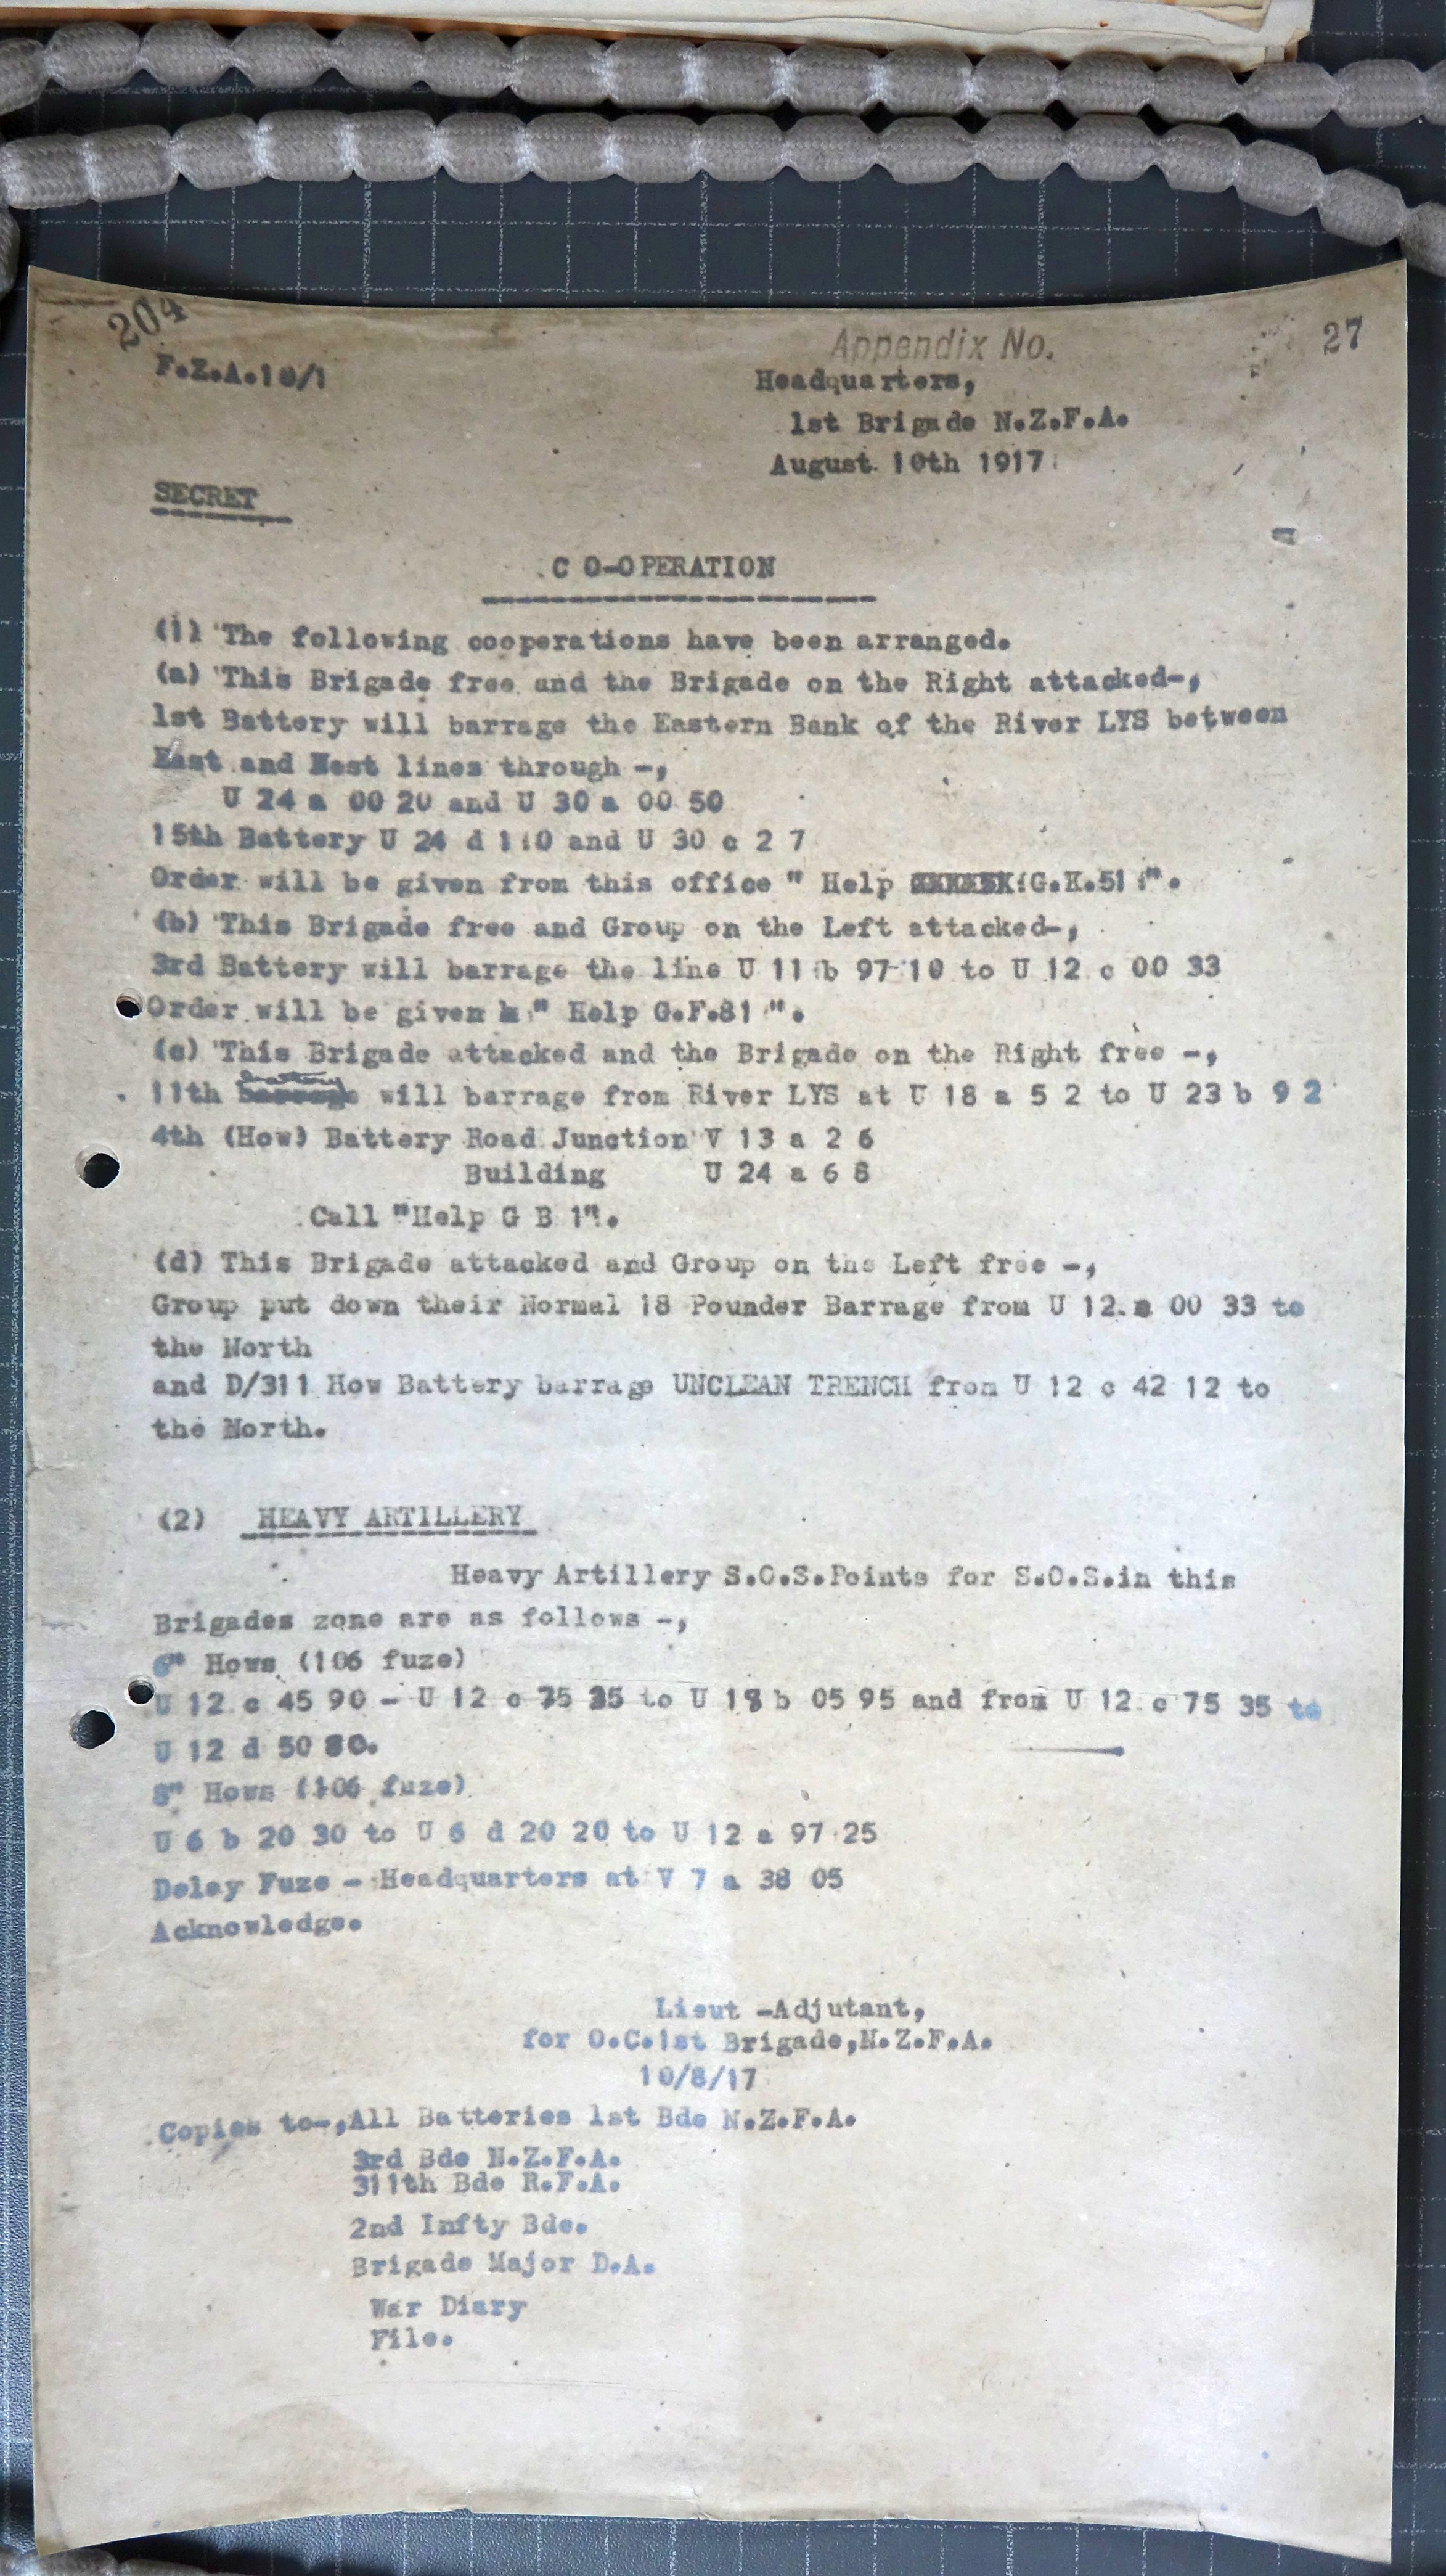 204
Appendix No.
27
F.Z.A.10/1
Headquarters,
1st Brigade N.Z.F.A.
August 10th 1917
SECRET
C O-OPERATION
(1) The following cooperations have been arranged.
(a) This Brigade free and the Brigade on the Right attacked-,
1st Battery will barrage the Eastern Bank of the River LYS between
East and West lines through -,
U 24 a 00 20 and U 30 a 00 50
15th Battery U 24 d 1 0 and U 30 c 2 7
Order will be given from this office " Help G.K.51 ".
(b) This Brigade free and Group on the Left attacked-,
3rd Battery will barrage the line U 11 b 97 10 to U 12 c 00 33
Order will be given " Help G.F.81 ".
(c) This Brigade attacked and the Brigade on the Right free -,
11th battery will barrage from River LYS at U 18 a 5 2 to U 23 b 9 2
4th (How) Battery Road Junction V 13 a 2 6
Building U 24 a 6 8
Call "Help G B 1".
(d) This Brigade attacked and Group on the Left free -,
Group put down their Normal 18 Pounder Barrage from U 12. 00 33 to
the North
and D/311 How Battery barrage UNCLEAN TRENCH from U 12 c 42 12 to
the North.
(2) HEAVY ARTILLERY
Heavy Artillery S.O.S.Points for S.O.S.in this
Brigades zone are as follows -,
6" Hows (106 fuze)
U 12 c 45 90 - U 12 c 75 35 to U 18 b 05 95 and from U 12 c 75 35 to
U 12 d 50 80.
8" Hows (106 fuze)
U 6 b 20 30 to U 6 d 20 20 to U 12 a 97 25
Delay Fuze - Headquarters at V 7 a 38 05
Acknowledge.
Lieut -Adjutant,
for O.C.1st Brigade,N.Z.F.A.
10/8/17
Copies to-,All Batteries 1st Bde N.Z.F.A.
3rd Bde N.Z.F.A.
311th Bde R.F.A.
2nd Infty Bde.
Brigade Major D.A.
War Diary
File.